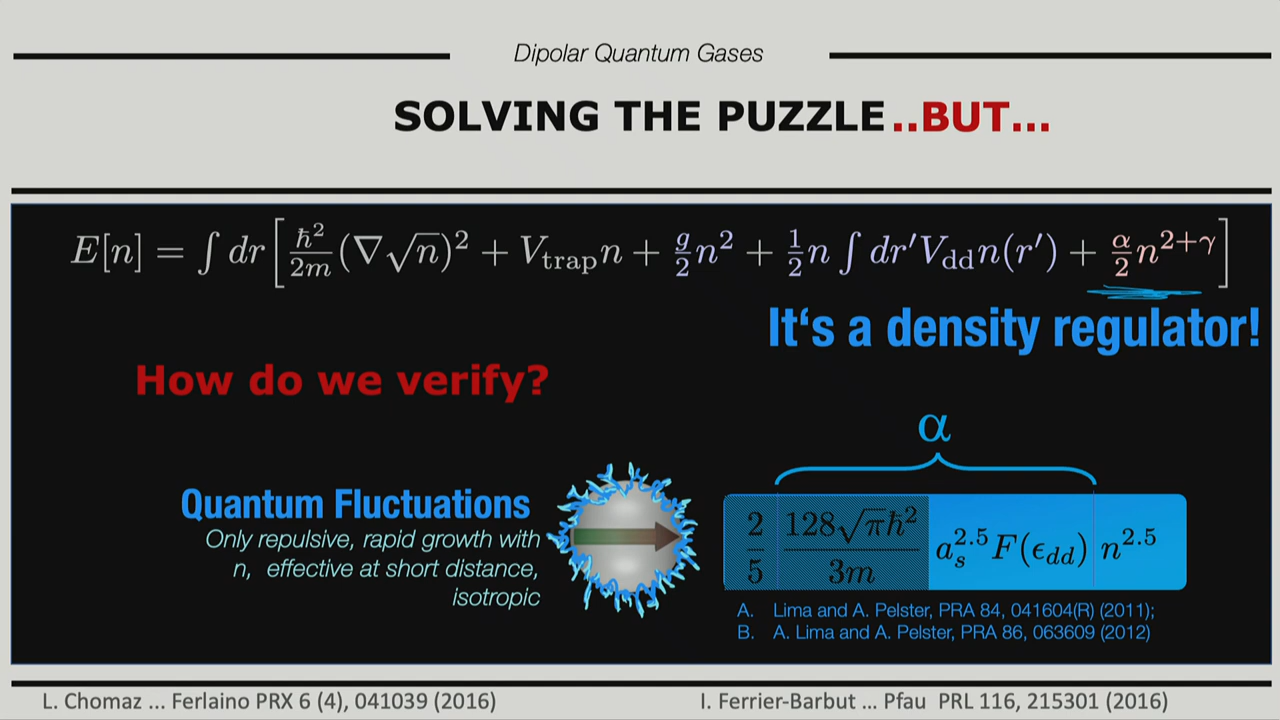 Dipolar Quantum Gases
SOLVING THE PUZZLE..BUT...
E[n] = ∫ dr[ ℏ²/2m (∇√n)² + V_trap n + g/2 n² + 1/2 n ∫ dr′V_dd n(r′) + α/2 n^{2+γ} ]
It‘s a density regulator!
How do we verify?
α
Quantum Fluctuations
Only repulsive, rapid growth with
n, effective at short distance,
isotropic
2/5 128√πℏ²/3m a_s^{2.5} F(ϵ_dd) n^{2.5}
A. Lima and A. Pelster, PRA 84, 041604(R) (2011);
B. A. Lima and A. Pelster, PRA 86, 063609 (2012)
L. Chomaz ... Ferlaino PRX 6 (4), 041039 (2016)
I. Ferrier-Barbut ... Pfau PRL 116, 215301 (2016)